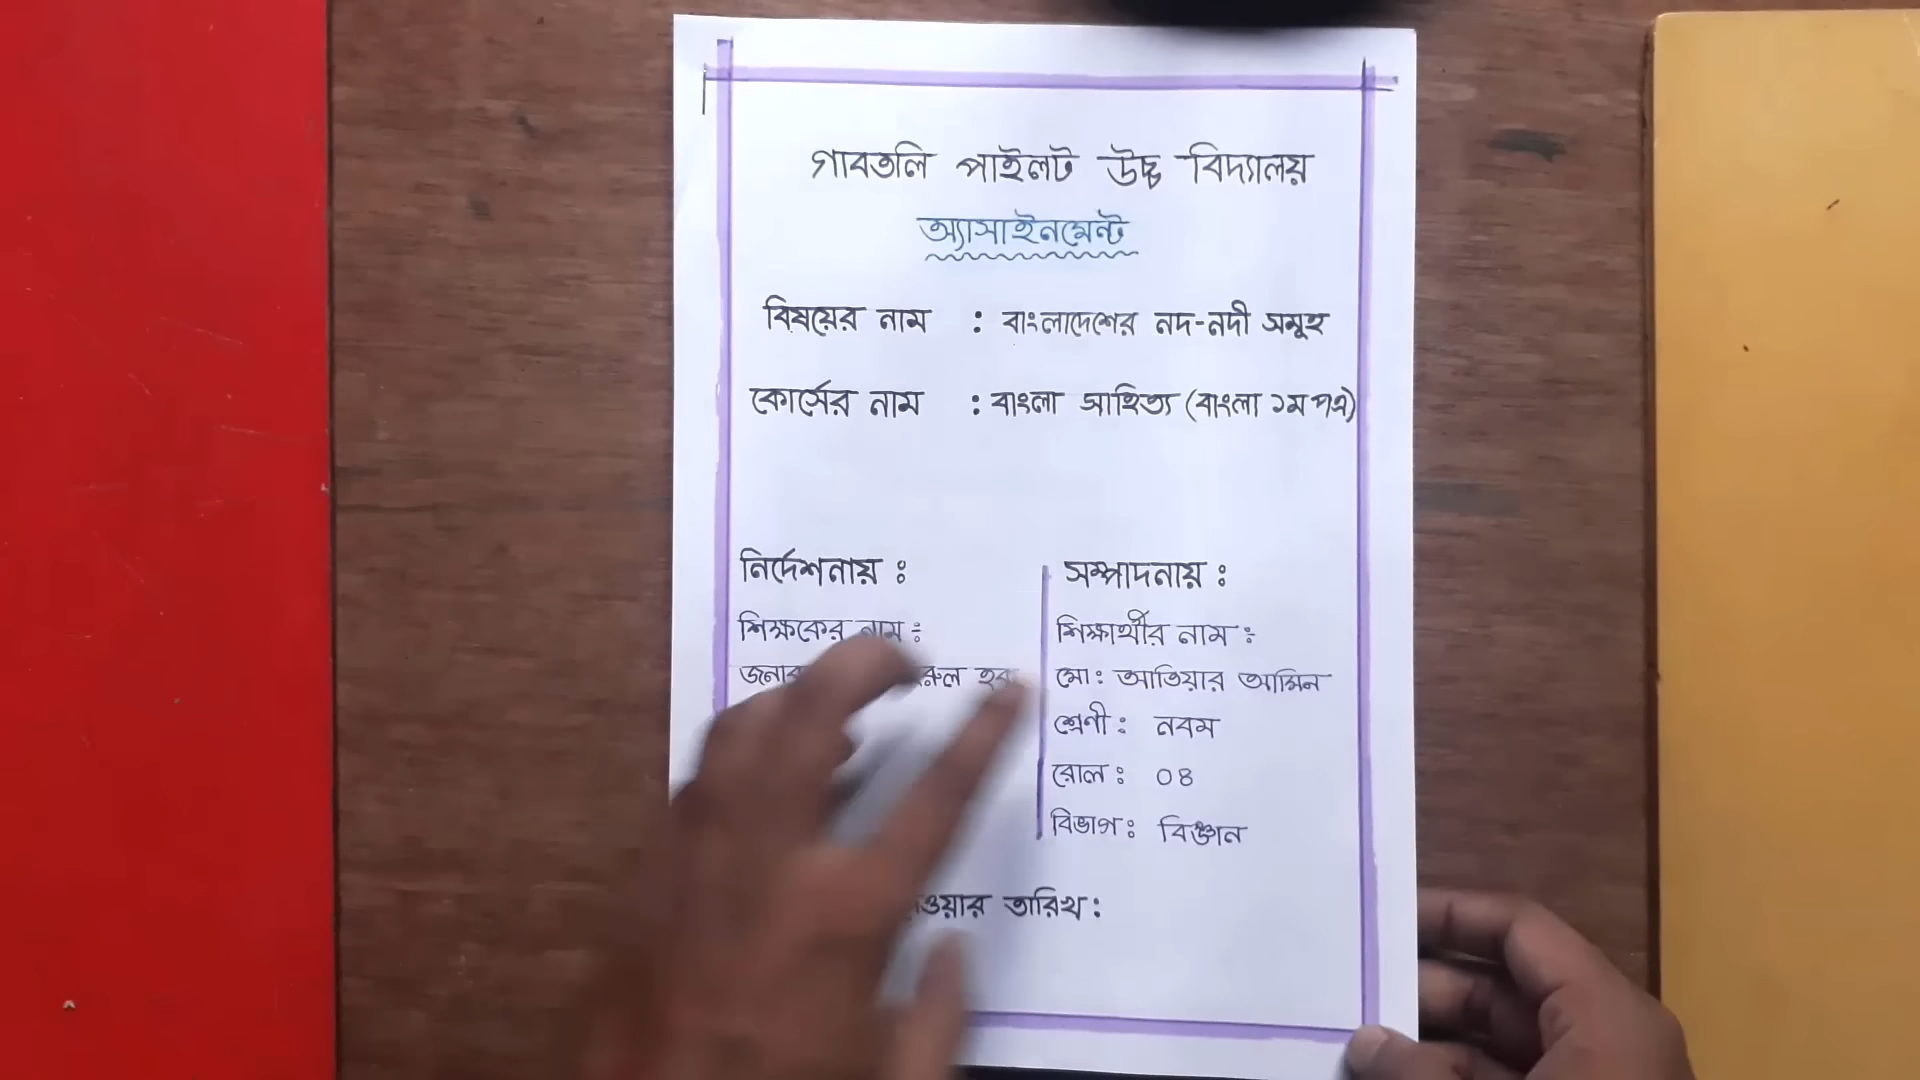 গাবতলি পাইলট উচ্চ বিদ্যালয়
অ্যাসাইনমেন্ট
বিষয়ের নাম : বাংলাদেশের নদ-নদী সমূহ
কোর্সের নাম : বাংলা সাহিত্য (বাংলা ১ম পত্র)
নির্দেশনায় :
শিক্ষকের নাম :
হক
সম্পাদনায় :
শিক্ষার্থীর নাম :
মো: আতিয়ার আমিন
শ্রেণী : নবম
রোল : ০৪
বিভাগ : বিজ্ঞান
তারিখ :